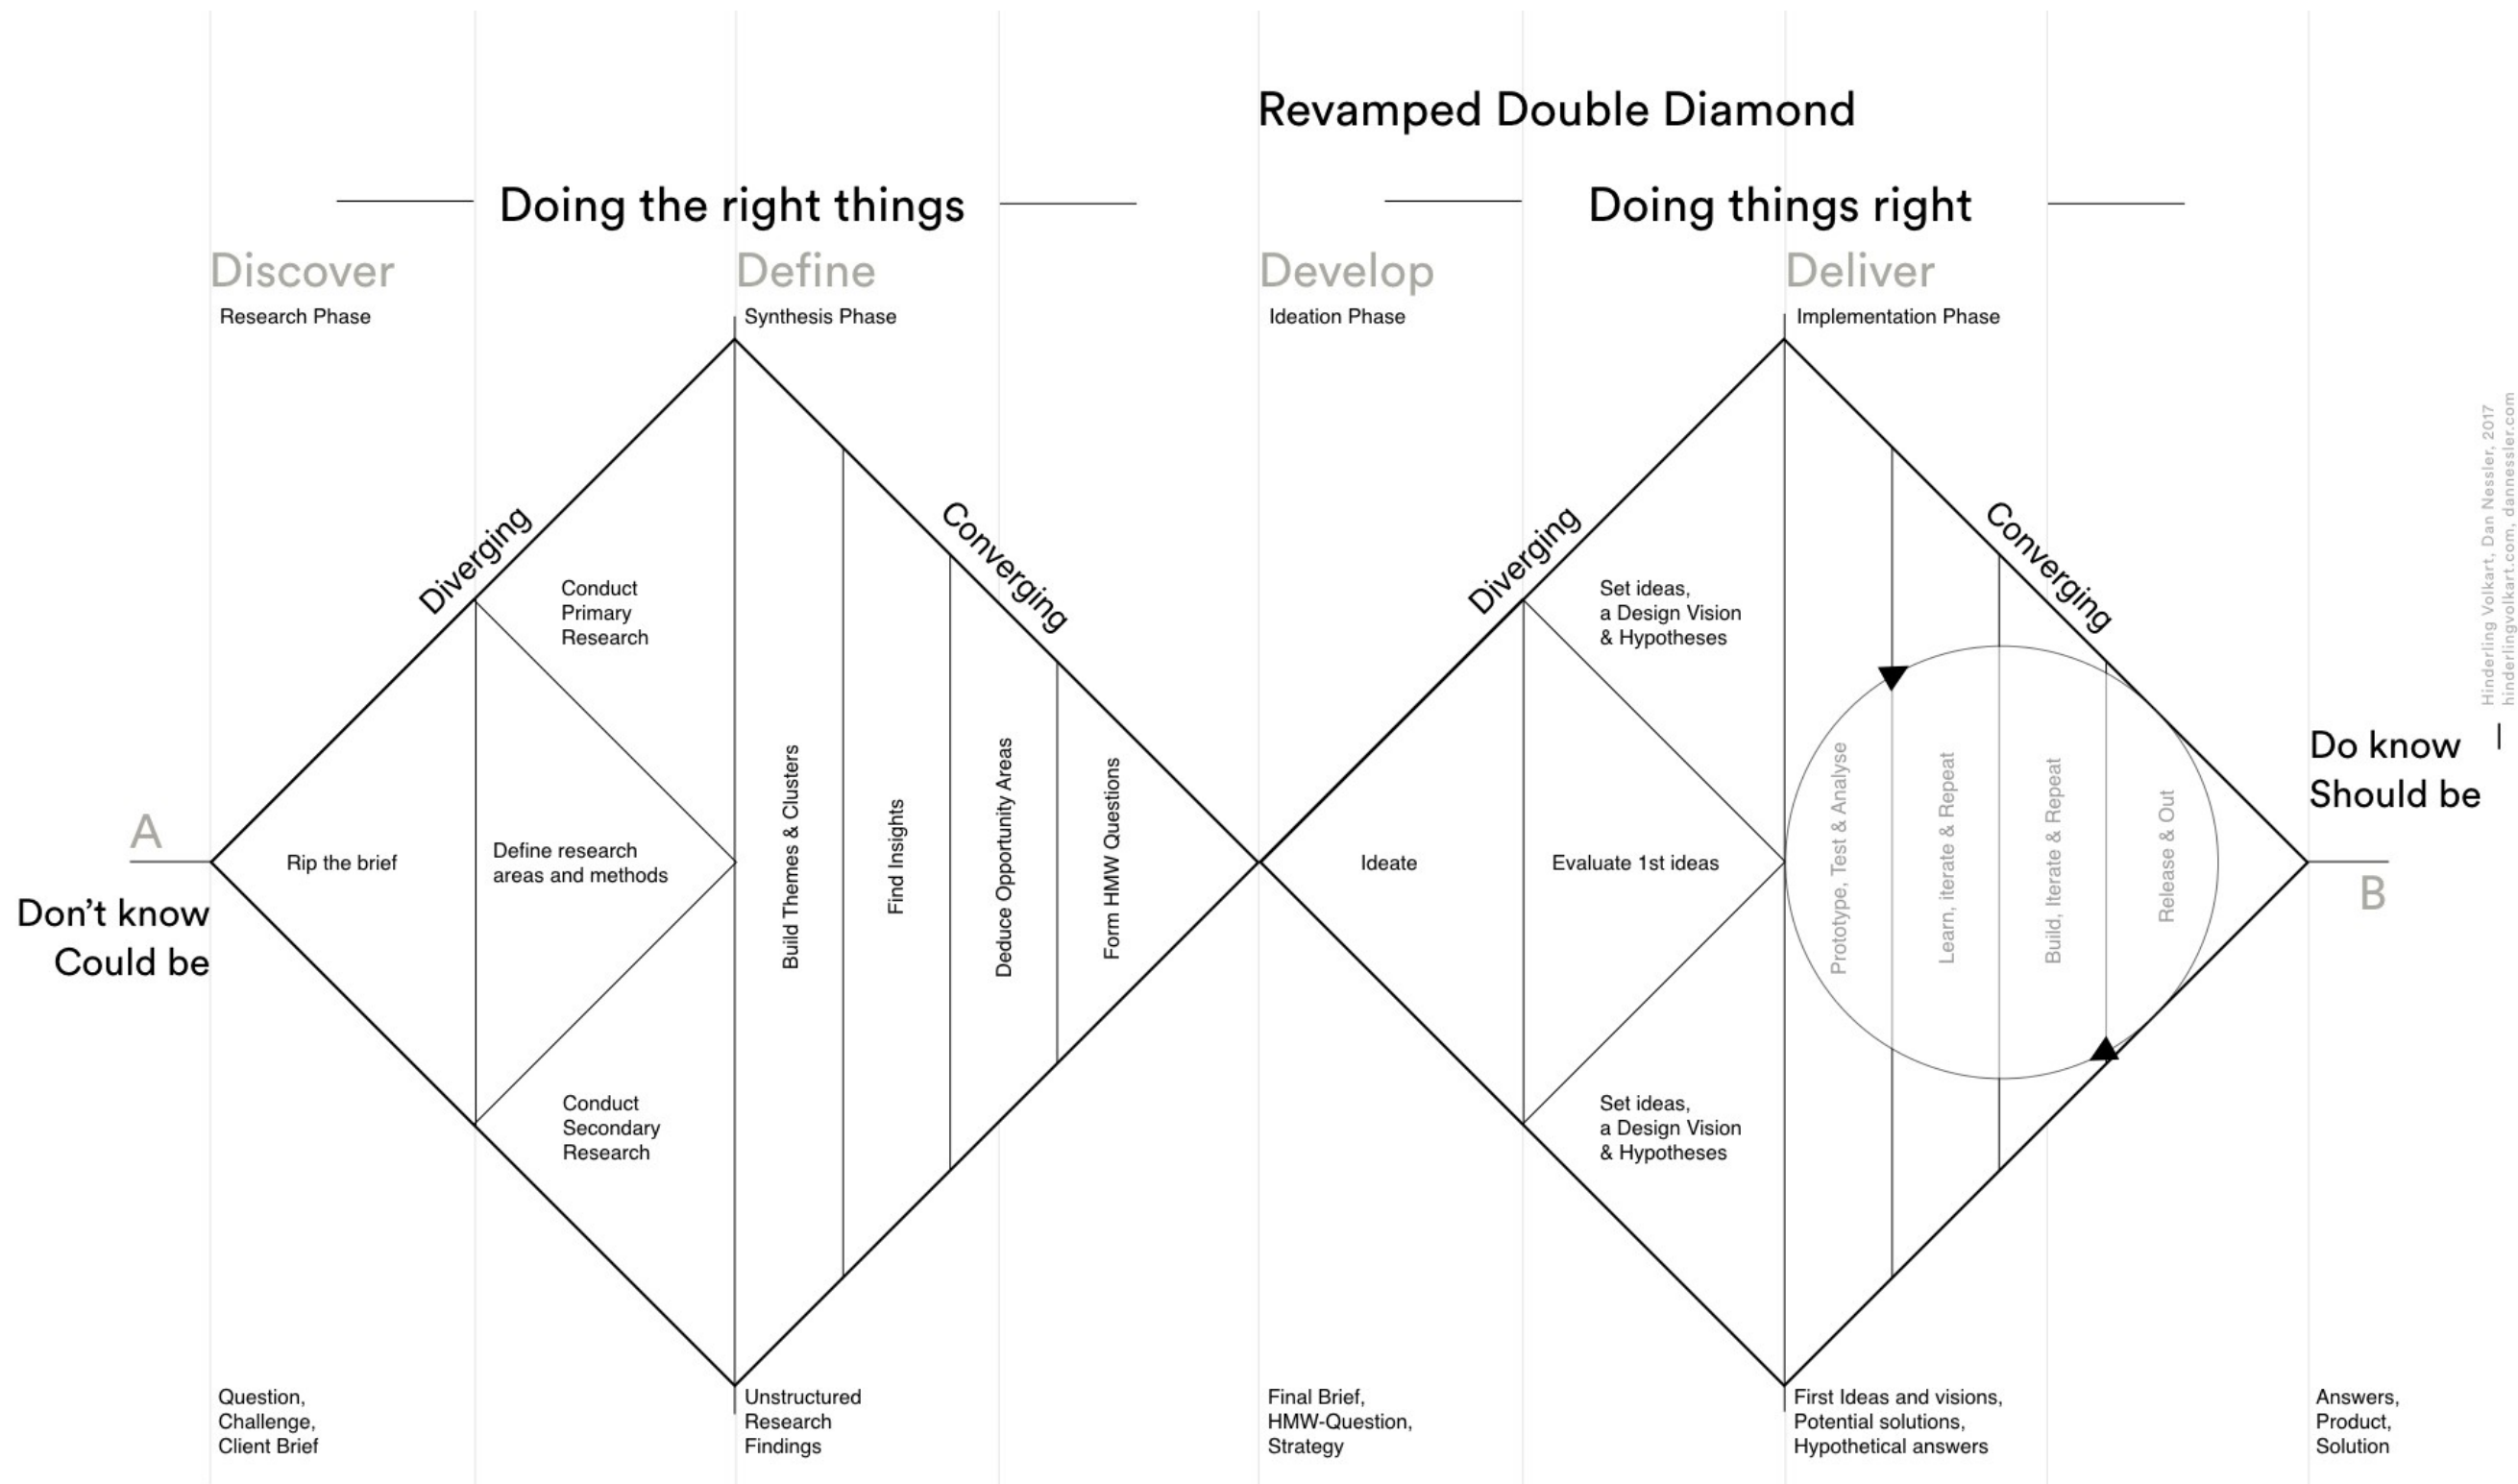 Revamped Double Diamond
Doing the right things
Doing things right
Discover
Define
Develop
Deliver
Research Phase
Synthesis Phase
Ideation Phase
Implementation Phase
Diverging
Converging
Diverging
Converging
A
Don't know
Could be
Rip the brief
Define research
areas and methods
Conduct
Primary
Research
Conduct
Secondary
Research
Build Themes & Clusters
Find Insights
Deduce Opportunity Areas
Form HMW Questions
Ideate
Evaluate 1st ideas
Set ideas,
a Design Vision
& Hypotheses
Set ideas,
a Design Vision
& Hypotheses
Prototype, Test & Analyse
Learn, iterate & Repeat
Build, Iterate & Repeat
Release & Out
Do know
Should be
B
Hinderling Volkart, Dan Nessler, 2017
hinderlingvolkart.com, dannessler.com
Question,
Challenge,
Client Brief
Unstructured
Research
Findings
Final Brief,
HMW-Question,
Strategy
First Ideas and visions,
Potential solutions,
Hypothetical answers
Answers,
Product,
Solution